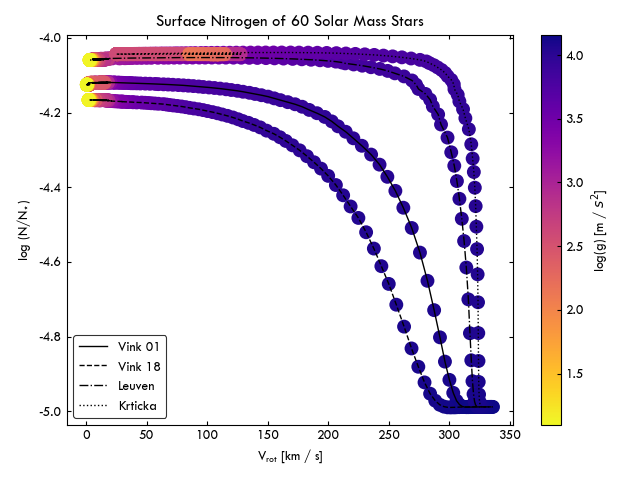 Surface Nitrogen of 60 Solar Mass Stars
-4.0
-4.2
-4.4
-4.6
-4.8
-5.0
log (N/N⋆)
Vink 01
Vink 18
Leuven
Krticka
0
50
100
150
200
250
300
350
V_rot [km / s]
4.0
3.5
3.0
2.5
2.0
1.5
log(g) [m / s²]